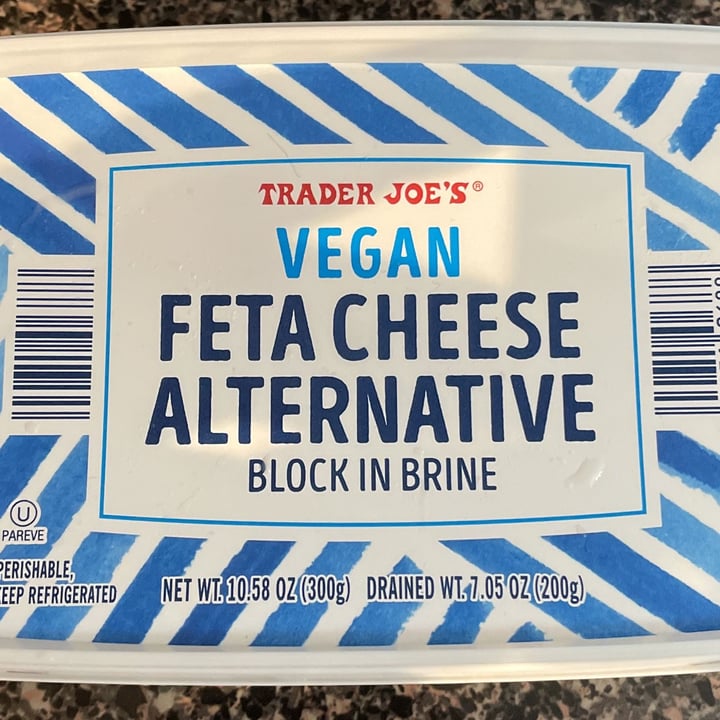 TRADER JOE'S®
VEGAN
FETA CHEESE
ALTERNATIVE
BLOCK IN BRINE
U
PAREVE
PERISHABLE,
KEEP REFRIGERATED
NET WT. 10.58 OZ (300g) DRAINED WT. 7.05 OZ (200g)